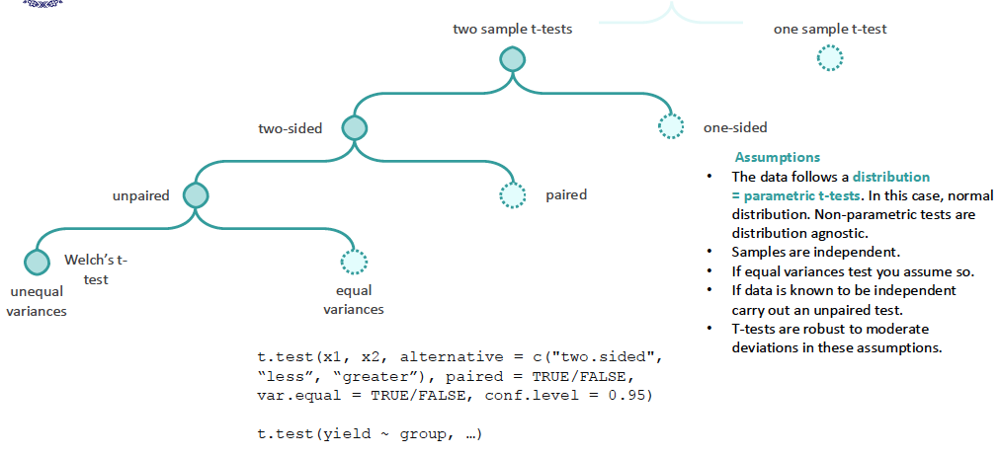 two sample t-tests
one sample t-test
two-sided
one-sided
unpaired
paired
Welch's t-
test
unequal
variances
equal
variances
Assumptions
• The data follows a distribution
= parametric t-tests. In this case, normal
distribution. Non-parametric tests are
distribution agnostic.
• Samples are independent.
• If equal variances test you assume so.
• If data is known to be independent
carry out an unpaired test.
• T-tests are robust to moderate
deviations in these assumptions.
t.test(x1, x2, alternative = c("two.sided",
“less”, “greater”), paired = TRUE/FALSE,
var.equal = TRUE/FALSE, conf.level = 0.95)
t.test(yield ~ group, …)